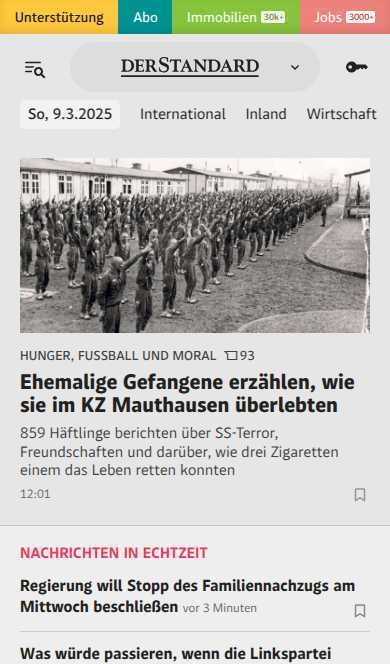 Unterstützung Abo Immobilien 30k+ Jobs 3000+
DERSTANDARD
So, 9.3.2025 International Inland Wirtschaft
HUNGER, FUSSBALL UND MORAL 93
Ehemalige Gefangene erzählen, wie
sie im KZ Mauthausen überlebten
859 Häftlinge berichten über SS-Terror,
Freundschaften und darüber, wie drei Zigaretten
einem das Leben retten konnten
12:01
NACHRICHTEN IN ECHTZEIT
Regierung will Stopp des Familiennachzugs am
Mittwoch beschließen vor 3 Minuten
Was würde passieren, wenn die Linkspartei